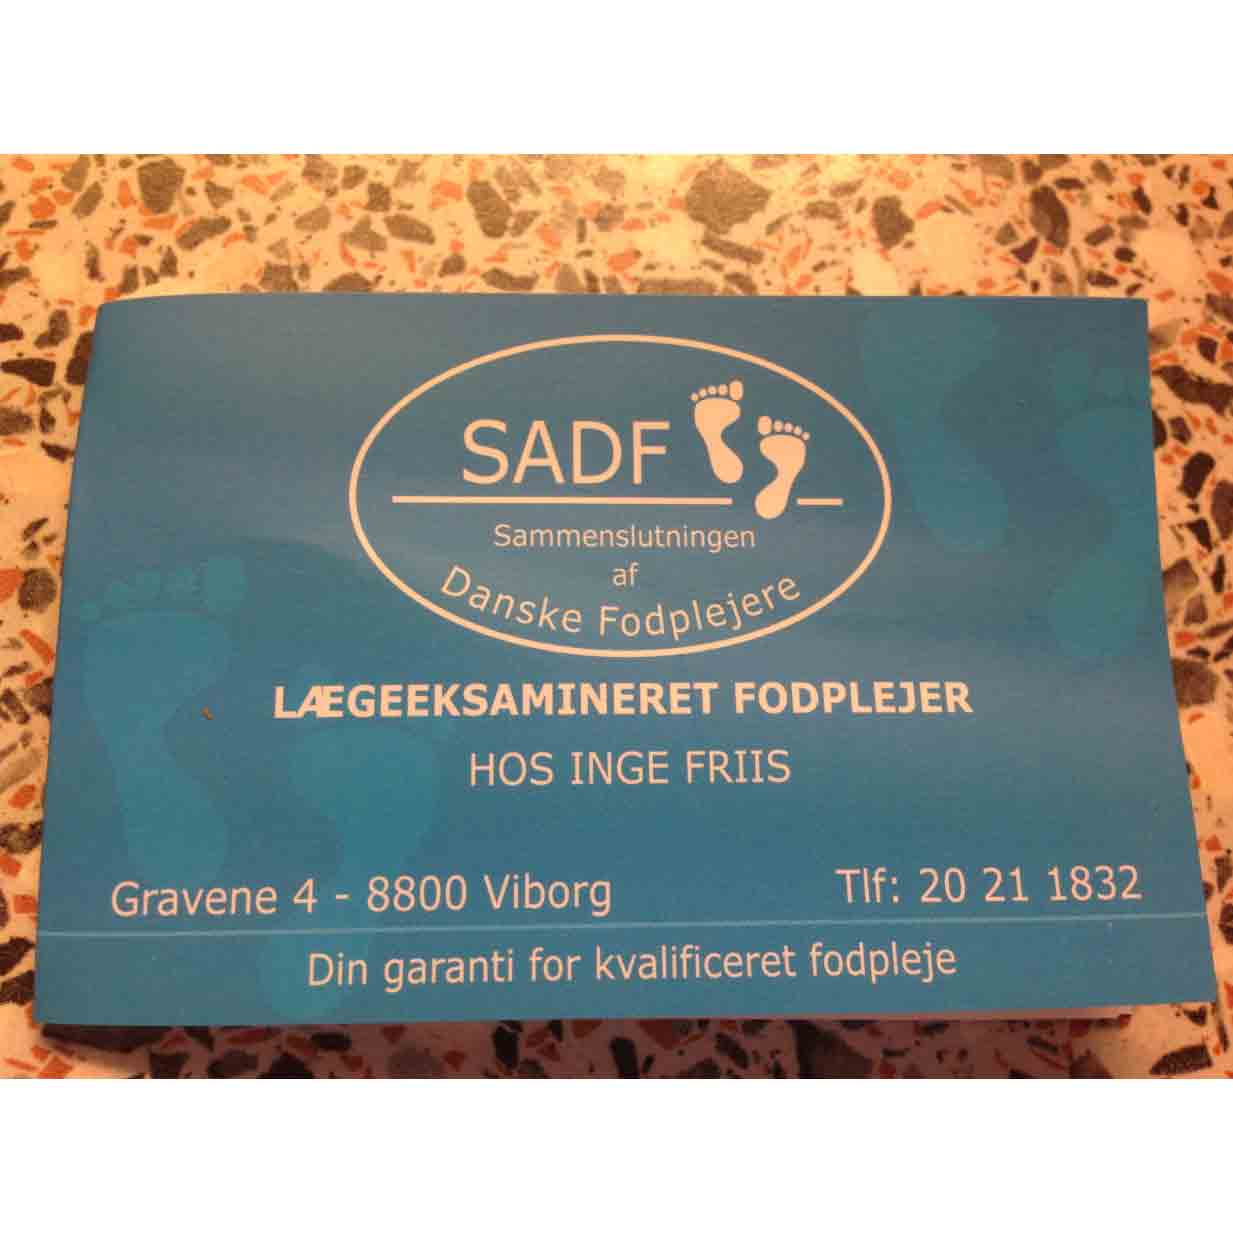 SADF
Sammenslutningen
af
Danske Fodplejere
LÆGEEKSAMINERET FODPLEJER
HOS INGE FRIIS
Gravene 4 - 8800 Viborg
Tlf: 20 21 1832
Din garanti for kvalificeret fodpleje